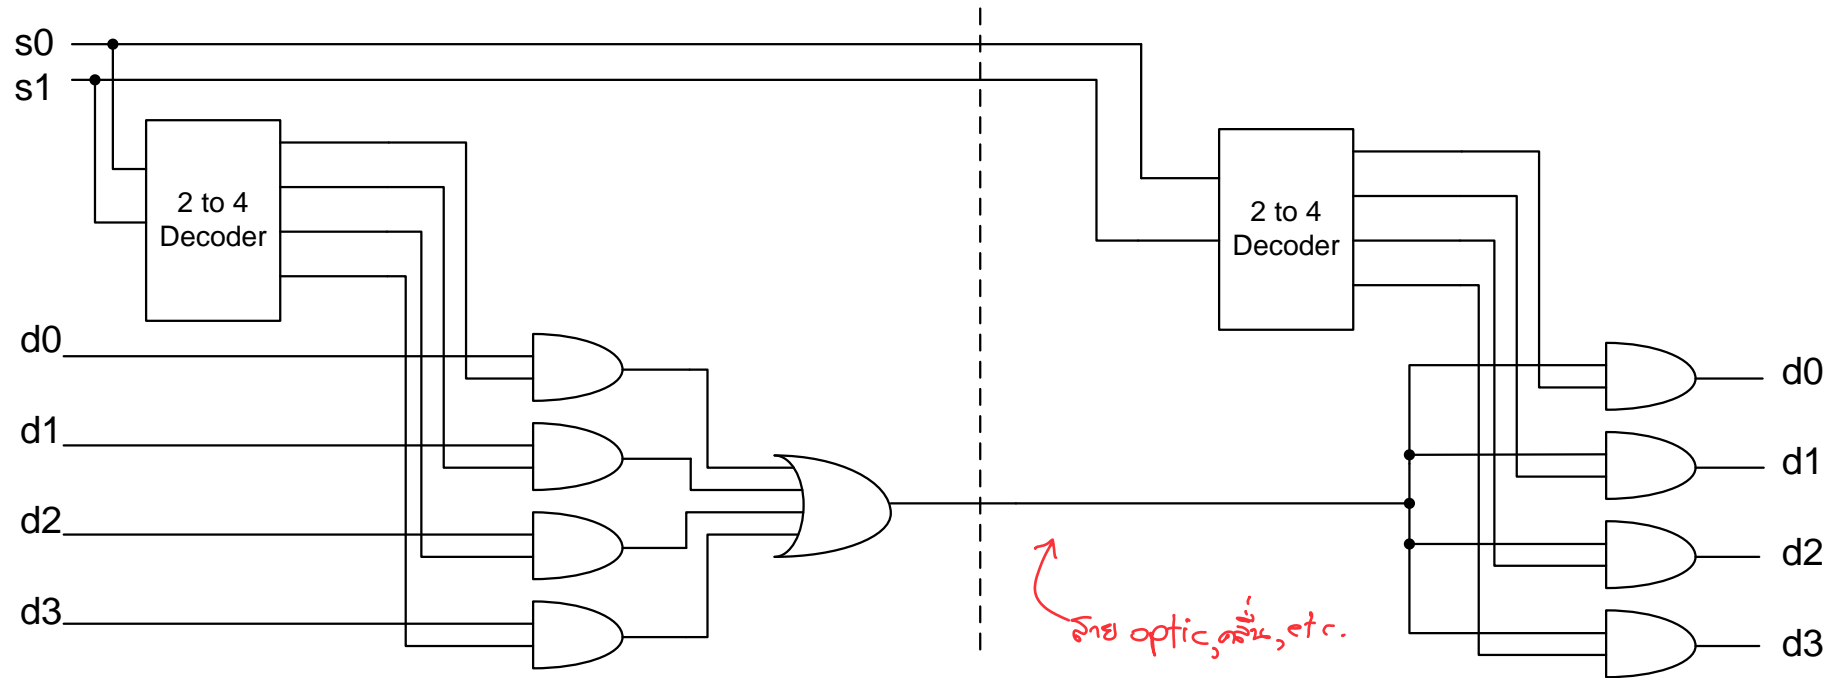 s0
s1
2 to 4
Decoder
2 to 4
Decoder
d0
d1
d2
d3
d0
d1
d2
d3
สาย optic, คลื่น, etc.